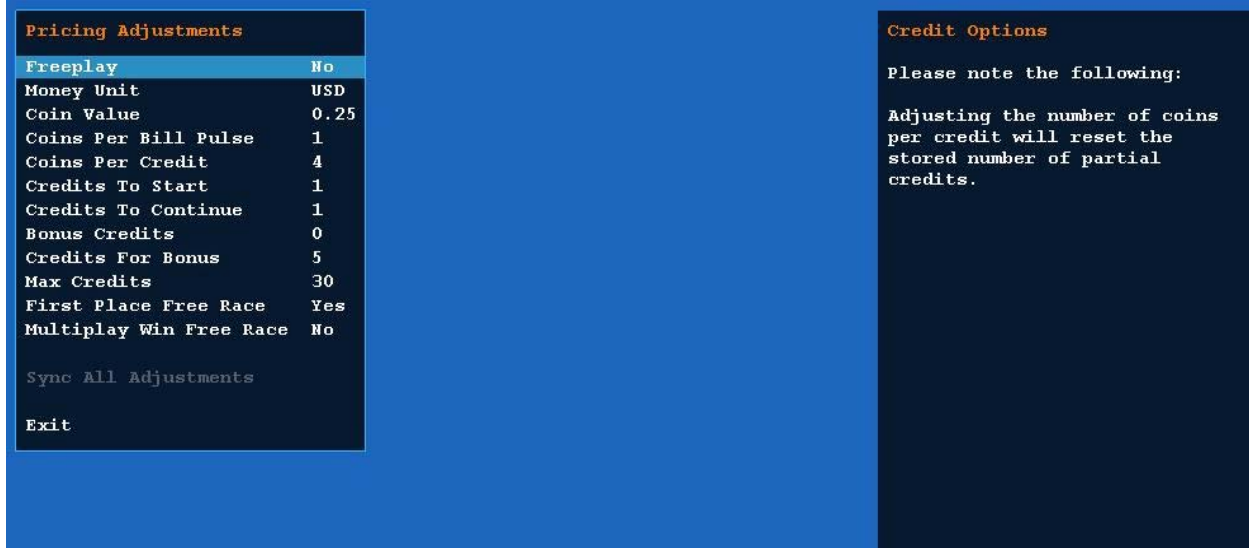 Pricing Adjustments
Freeplay No
Money Unit USD
Coin Value 0.25
Coins Per Bill Pulse 1
Coins Per Credit 4
Credits To Start 1
Credits To Continue 1
Bonus Credits 0
Credits For Bonus 5
Max Credits 30
First Place Free Race Yes
Multiplay Win Free Race No
Sync All Adjustments
Exit
Credit Options
Please note the following:
Adjusting the number of coins
per credit will reset the
stored number of partial
credits.